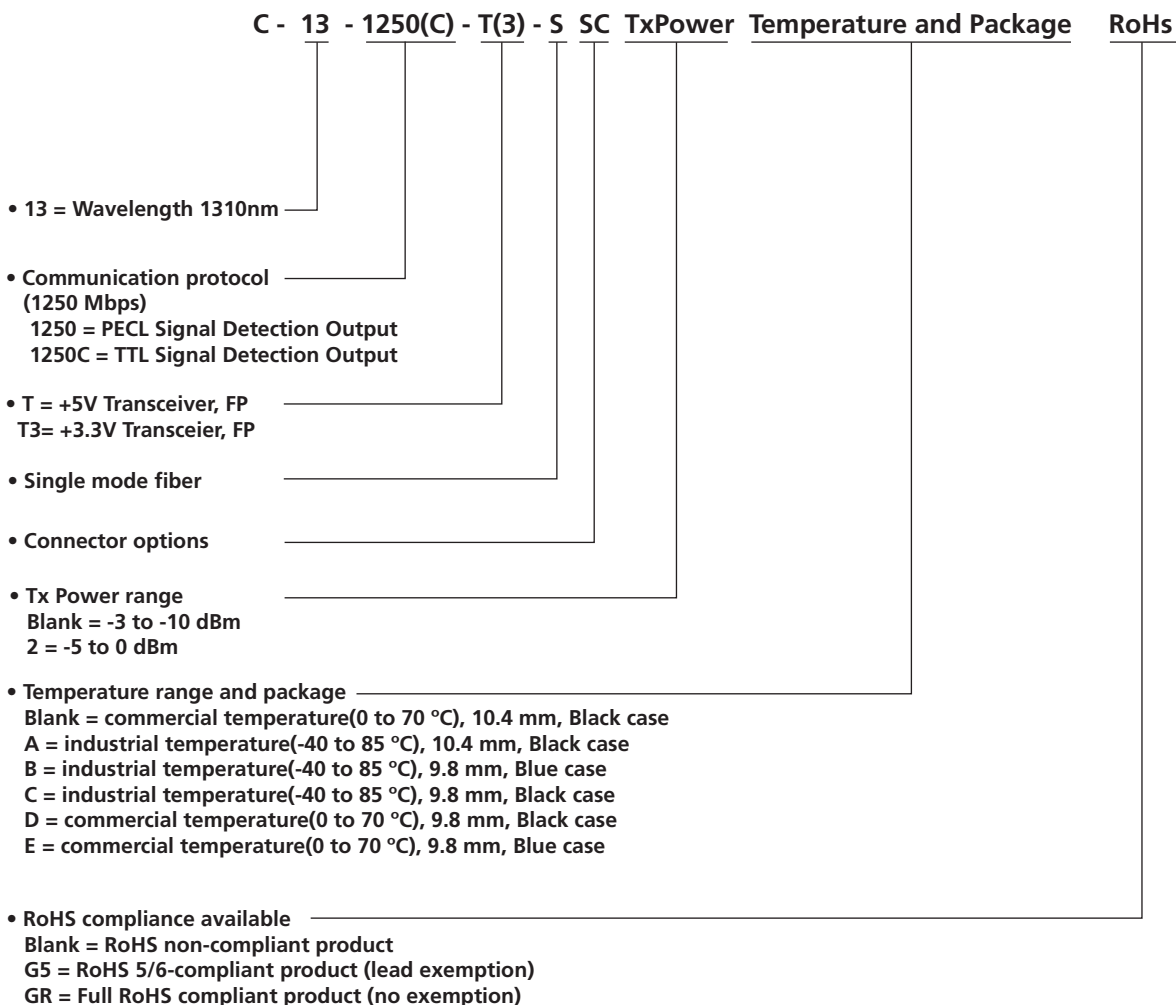 C - 13 - 1250(C) - T(3) - S SC TxPower Temperature and Package RoHs
• 13 = Wavelength 1310nm
• Communication protocol
(1250 Mbps)
1250 = PECL Signal Detection Output
1250C = TTL Signal Detection Output
• T = +5V Transceiver, FP
T3= +3.3V Transceier, FP
• Single mode fiber
• Connector options
• Tx Power range
Blank = -3 to -10 dBm
2 = -5 to 0 dBm
• Temperature range and package
Blank = commercial temperature(0 to 70 ºC), 10.4 mm, Black case
A = industrial temperature(-40 to 85 ºC), 10.4 mm, Black case
B = industrial temperature(-40 to 85 ºC), 9.8 mm, Blue case
C = industrial temperature(-40 to 85 ºC), 9.8 mm, Black case
D = commercial temperature(0 to 70 ºC), 9.8 mm, Black case
E = commercial temperature(0 to 70 ºC), 9.8 mm, Blue case
• RoHS compliance available
Blank = RoHS non-compliant product
G5 = RoHS 5/6-compliant product (lead exemption)
GR = Full RoHS compliant product (no exemption)